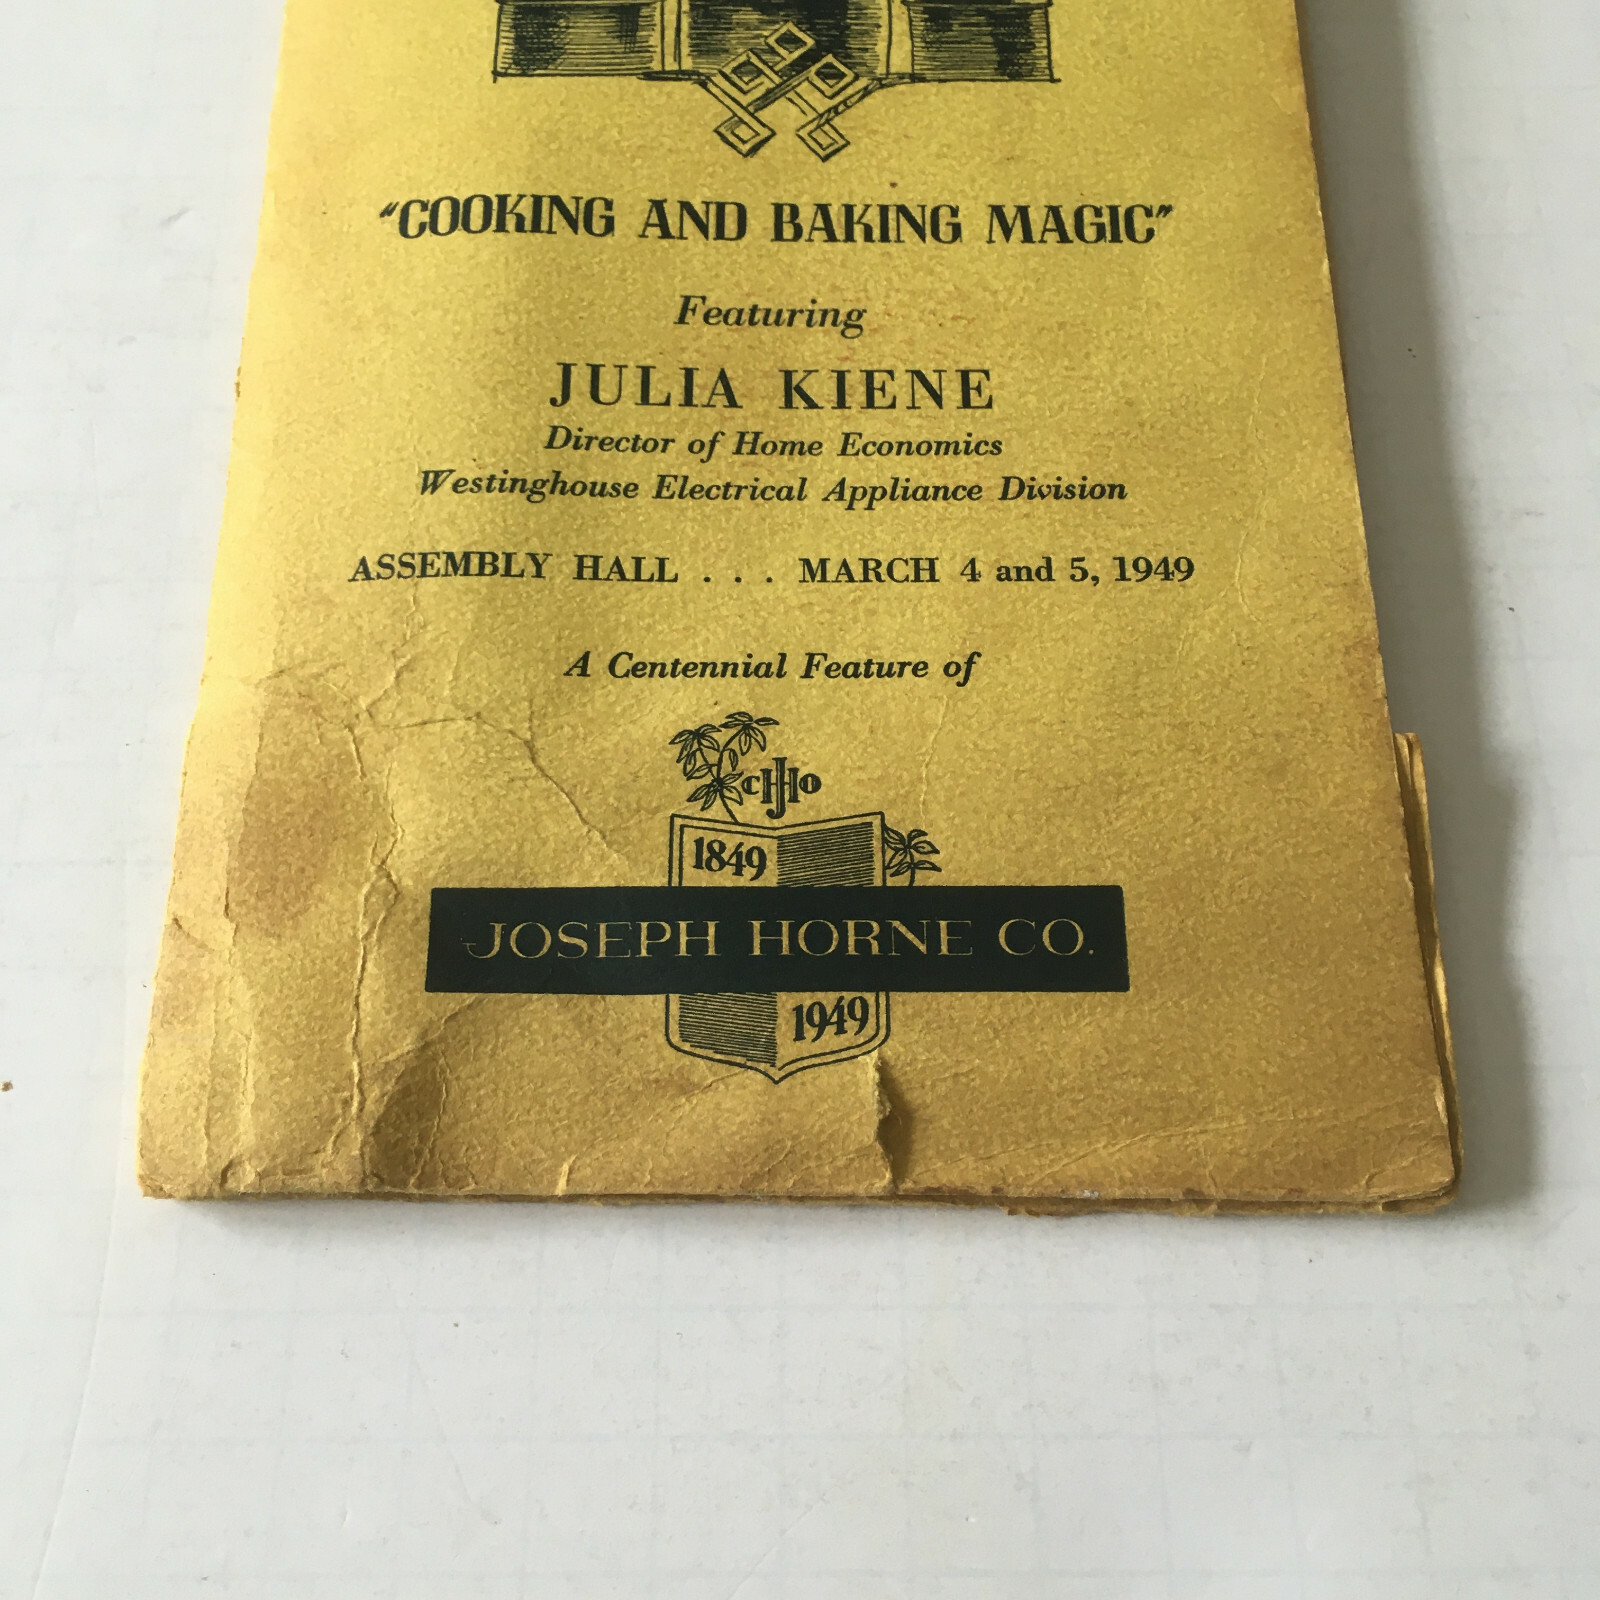 "COOKING AND BAKING MAGIC"
Featuring
JULIA KIENE
Director of Home Economics
Westinghouse Electrical Appliance Division
ASSEMBLY HALL . . . MARCH 4 and 5, 1949
A Centennial Feature of
1849
JOSEPH HORNE CO.
1949